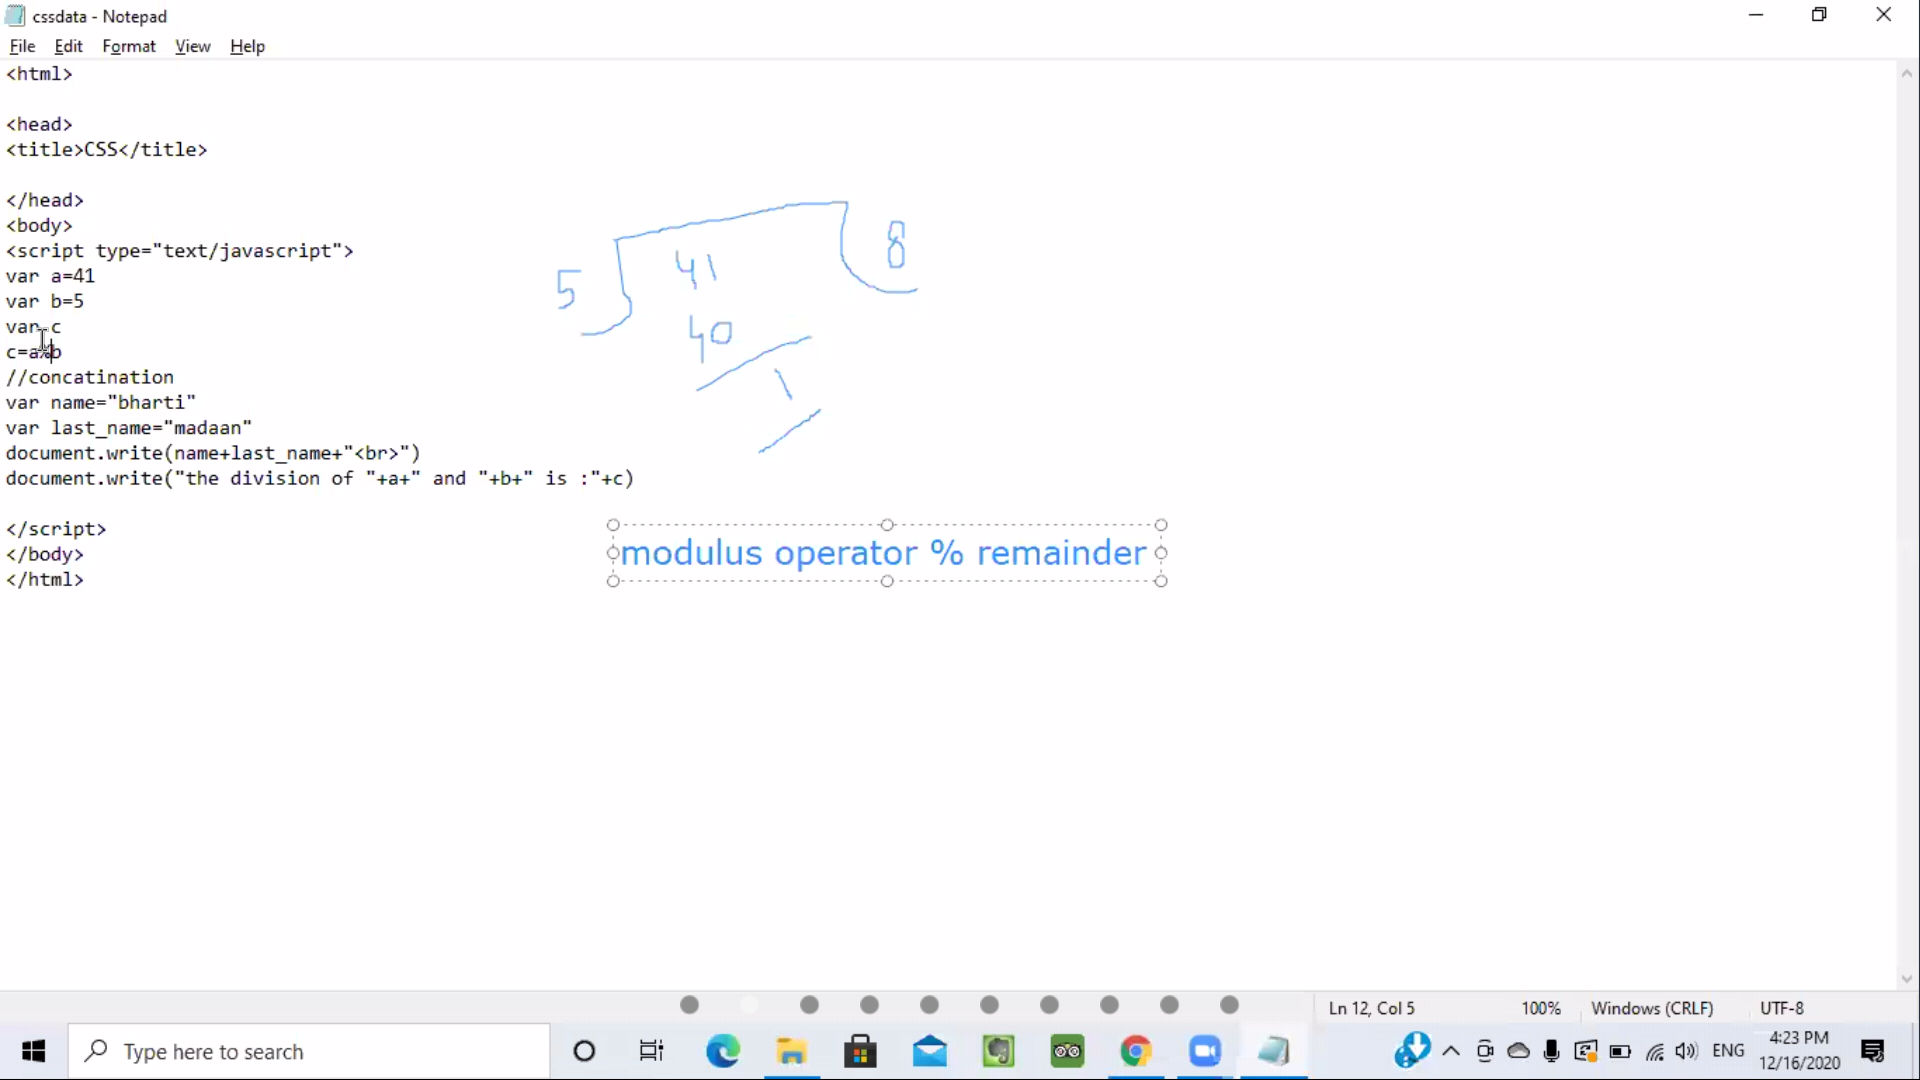 cssdata - Notepad
File Edit Format View Help
<html>
<head>
<title>CSS</title>
</head>
<body>
<script type="text/javascript">
var a=41
var b=5
var c
c=a%b
//concatination
var name="bharti"
var last_name="madaan"
document.write(name+last_name+"<br>")
document.write("the division of "+a+" and "+b+" is :"+c)
</script>
</body>
</html>
5 41 8
40
1
modulus operator % remainder
Ln 12, Col 5 100% Windows (CRLF) UTF-8
Type here to search
ENG
4:23 PM
12/16/2020